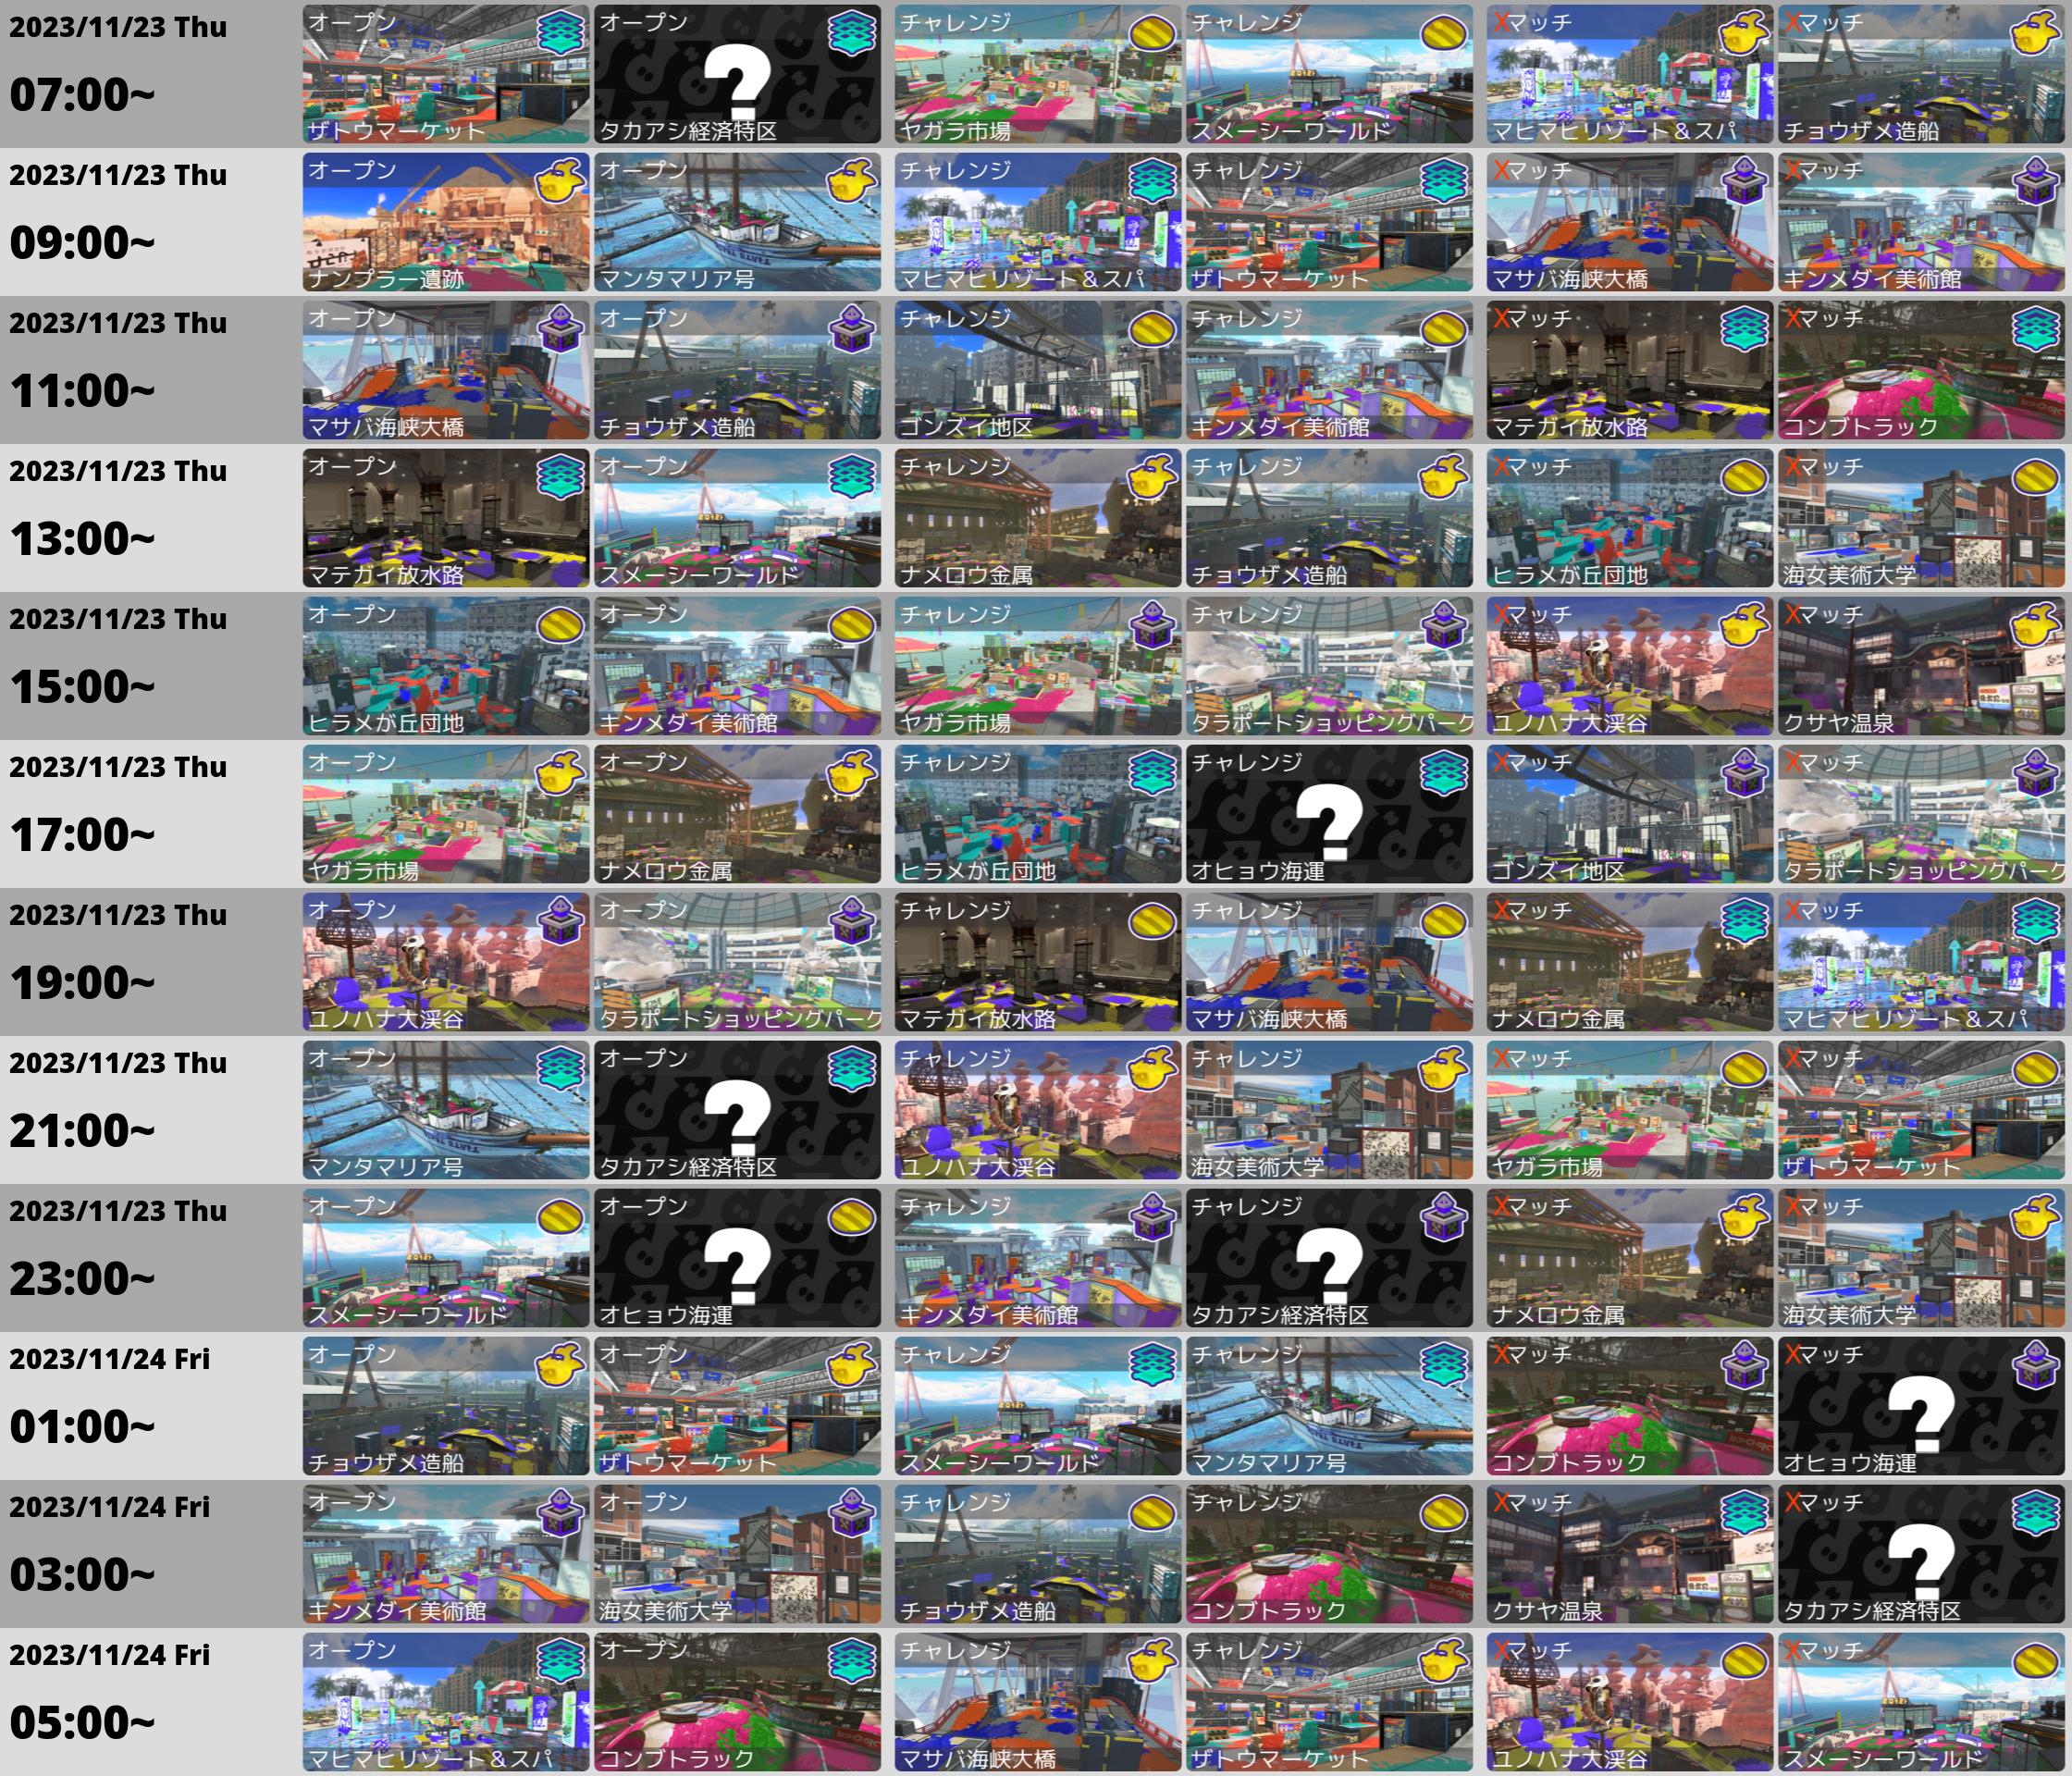 2023/11/23 Thu
07:00~
オープン
ザトウマーケット
オープン
?
タカアシ経済特区
チャレンジ
ヤガラ市場
チャレンジ
スメーシーワールド
Xマッチ
マヒマヒリゾート＆スパ
Xマッチ
チョウザメ造船
2023/11/23 Thu
09:00~
オープン
ナンプラー遺跡
オープン
マンタマリア号
チャレンジ
マヒマヒリゾート＆スパ
チャレンジ
ザトウマーケット
Xマッチ
マサバ海峡大橋
Xマッチ
キンメダイ美術館
2023/11/23 Thu
11:00~
オープン
マサバ海峡大橋
オープン
チョウザメ造船
チャレンジ
ゴンズイ地区
チャレンジ
キンメダイ美術館
Xマッチ
マテガイ放水路
Xマッチ
コンブトラック
2023/11/23 Thu
13:00~
オープン
マテガイ放水路
オープン
スメーシーワールド
チャレンジ
ナメロウ金属
チャレンジ
チョウザメ造船
Xマッチ
ヒラメが丘団地
Xマッチ
海女美術大学
2023/11/23 Thu
15:00~
オープン
ヒラメが丘団地
オープン
キンメダイ美術館
チャレンジ
ヤガラ市場
チャレンジ
タラポートショッピングパーク
Xマッチ
ユノハナ大渓谷
Xマッチ
クサヤ温泉
2023/11/23 Thu
17:00~
オープン
ヤガラ市場
オープン
ナメロウ金属
チャレンジ
ヒラメが丘団地
チャレンジ
?
オヒョウ海運
Xマッチ
ゴンズイ地区
Xマッチ
タラポートショッピングパーク
2023/11/23 Thu
19:00~
オープン
ユノハナ大渓谷
オープン
タラポートショッピングパーク
チャレンジ
マテガイ放水路
チャレンジ
マサバ海峡大橋
Xマッチ
ナメロウ金属
Xマッチ
マヒマヒリゾート＆スパ
2023/11/23 Thu
21:00~
オープン
マンタマリア号
オープン
?
タカアシ経済特区
チャレンジ
ユノハナ大渓谷
チャレンジ
海女美術大学
Xマッチ
ヤガラ市場
Xマッチ
ザトウマーケット
2023/11/23 Thu
23:00~
オープン
スメーシーワールド
オープン
?
オヒョウ海運
チャレンジ
キンメダイ美術館
チャレンジ
?
タカアシ経済特区
Xマッチ
ナメロウ金属
Xマッチ
海女美術大学
2023/11/24 Fri
01:00~
オープン
チョウザメ造船
オープン
ザトウマーケット
チャレンジ
スメーシーワールド
チャレンジ
マンタマリア号
Xマッチ
コンブトラック
Xマッチ
?
オヒョウ海運
2023/11/24 Fri
03:00~
オープン
キンメダイ美術館
オープン
海女美術大学
チャレンジ
チョウザメ造船
チャレンジ
コンブトラック
Xマッチ
クサヤ温泉
Xマッチ
?
タカアシ経済特区
2023/11/24 Fri
05:00~
オープン
マヒマヒリゾート＆スパ
オープン
コンブトラック
チャレンジ
マサバ海峡大橋
チャレンジ
ザトウマーケット
Xマッチ
ユノハナ大渓谷
Xマッチ
スメーシーワールド